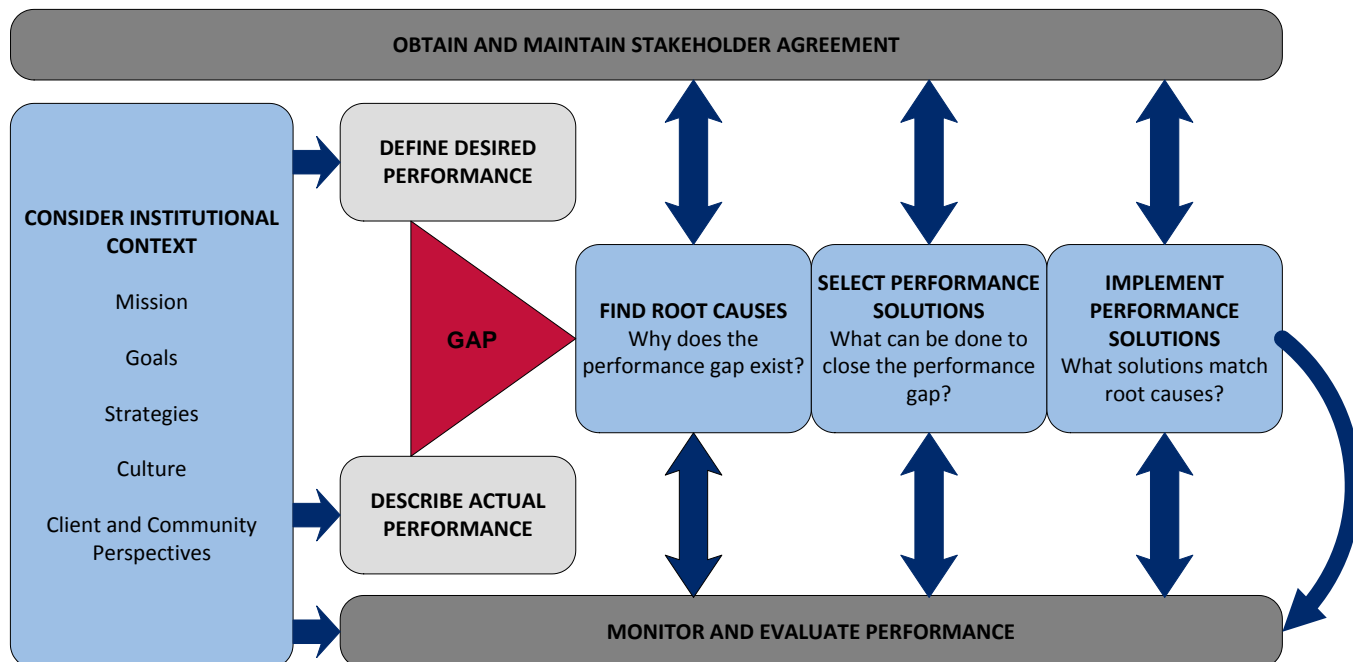 OBTAIN AND MAINTAIN STAKEHOLDER AGREEMENT
CONSIDER INSTITUTIONAL
CONTEXT
Mission
Goals
Strategies
Culture
Client and Community
Perspectives
DEFINE DESIRED
PERFORMANCE
GAP
DESCRIBE ACTUAL
PERFORMANCE
FIND ROOT CAUSES
Why does the
performance gap exist?
SELECT PERFORMANCE
SOLUTIONS
What can be done to
close the performance
gap?
IMPLEMENT
PERFORMANCE
SOLUTIONS
What solutions match
root causes?
MONITOR AND EVALUATE PERFORMANCE